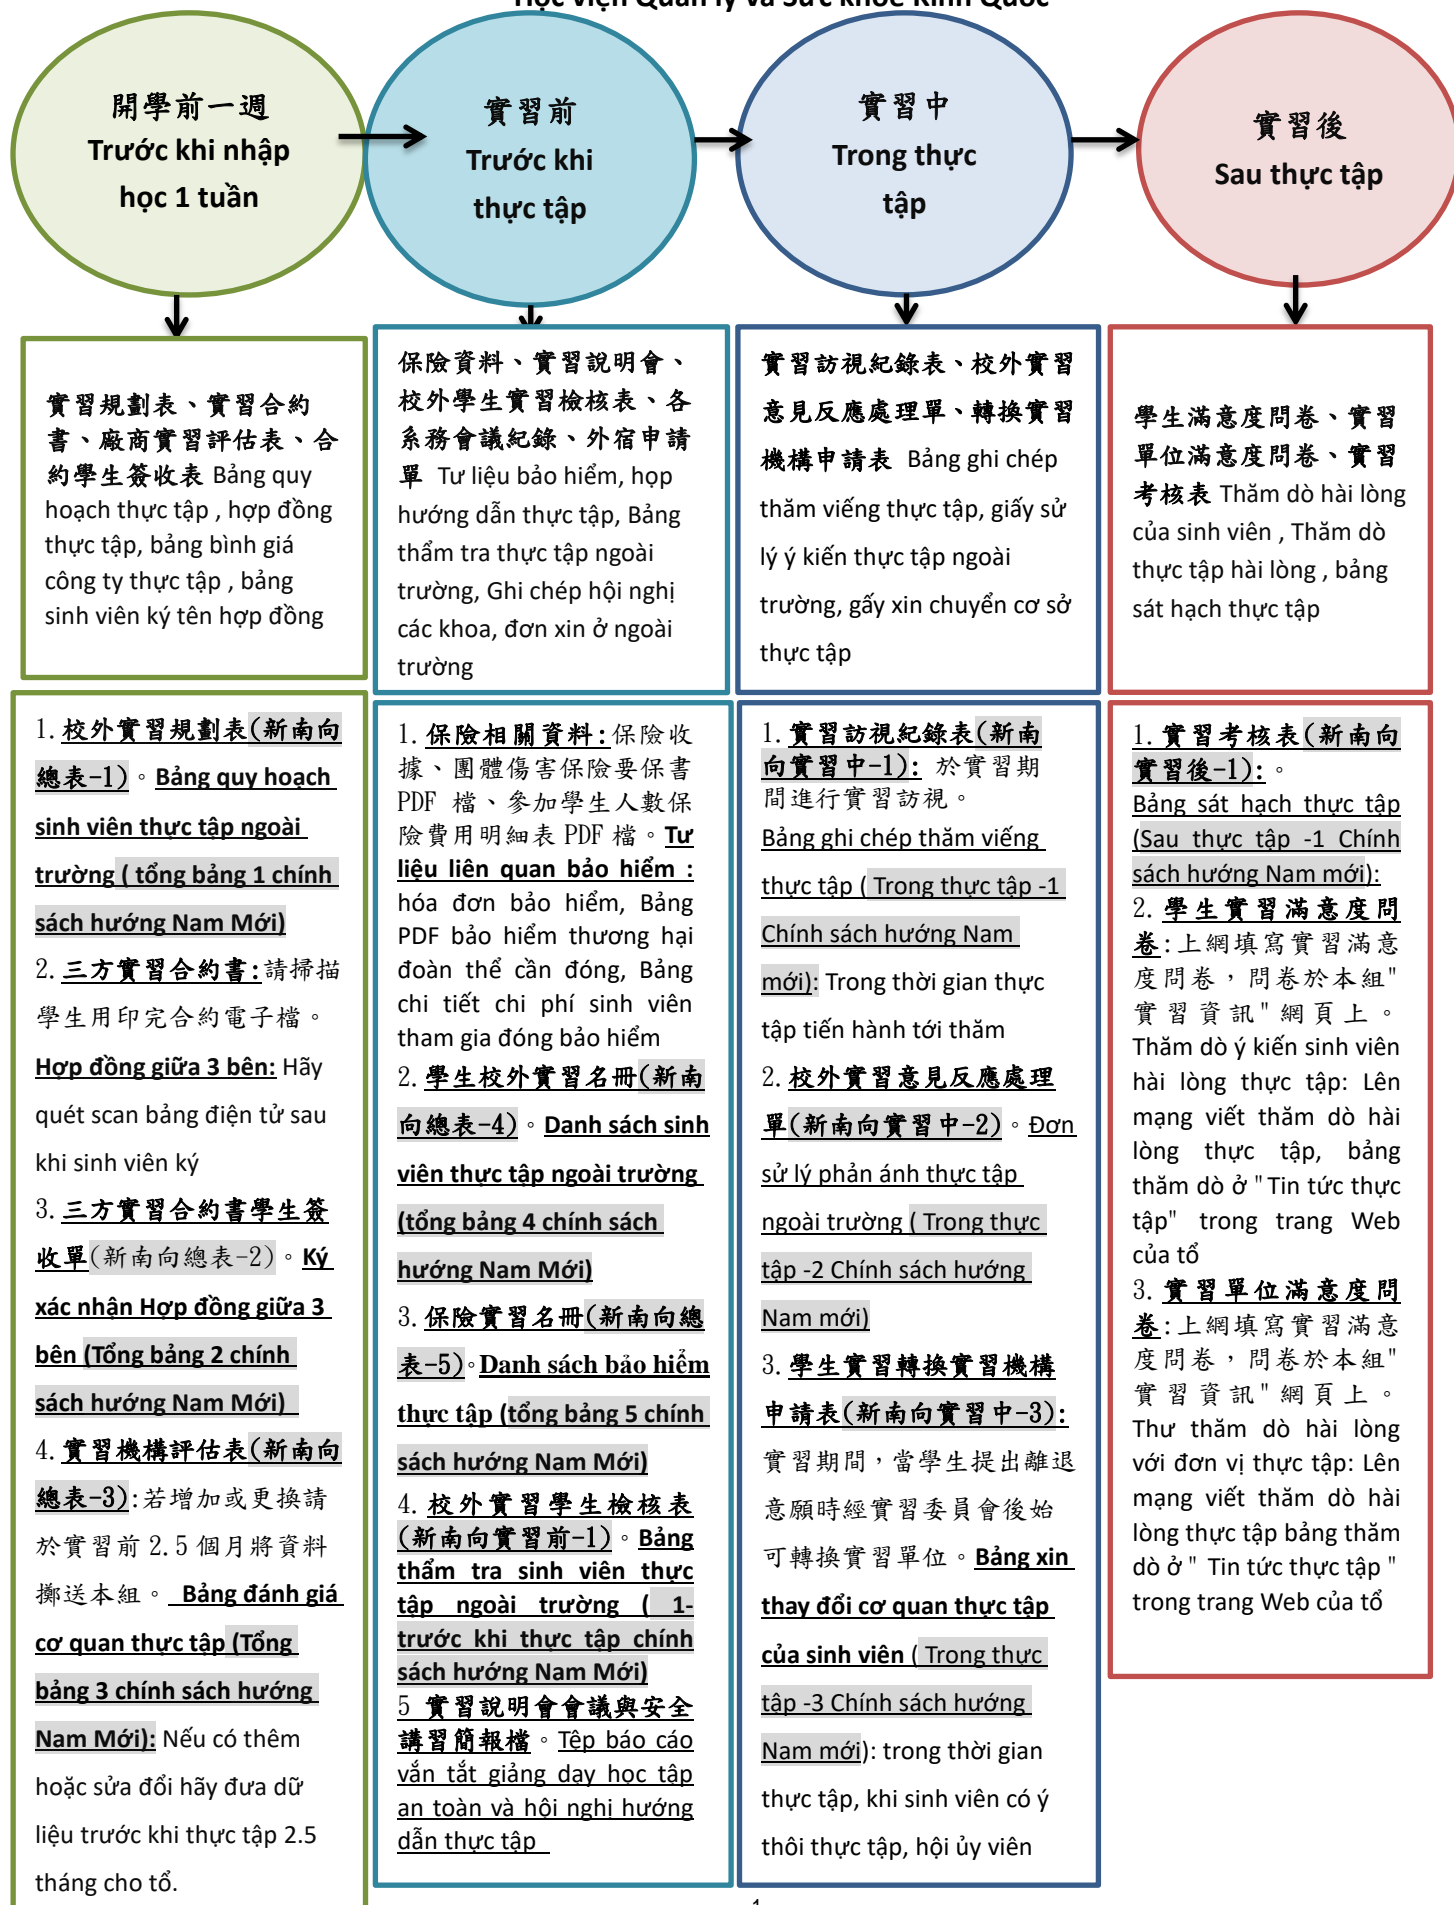 Học viện Quản lý và Sức khỏe Kinh Quốc
開學前一週
Trước khi nhập
học 1 tuần
實習前
Trước khi
thực tập
實習中
Trong thực
tập
實習後
Sau thực tập
實習規劃表、實習合約
書、廠商實習評估表、合
約學生簽收表 Bảng quy
hoạch thực tập , hợp đồng
thực tập, bảng bình giá
công ty thực tập , bảng
sinh viên ký tên hợp đồng
保險資料、實習說明會、
校外學生實習檢核表、各
系務會議紀錄、外宿申請
單 Tư liệu bảo hiểm, họp
hướng dẫn thực tập, Bảng
thẩm tra thực tập ngoài
trường, Ghi chép hội nghị
các khoa, đơn xin ở ngoài
trường
實習訪視紀錄表、校外實習
意見反應處理單、轉換實習
機構申請表 Bảng ghi chép
thăm viếng thực tập, giấy sử
lý ý kiến thực tập ngoài
trường, gấy xin chuyển cơ sở
thực tập
學生滿意度問卷、實習
單位滿意度問卷、實習
考核表 Thăm dò hài lòng
của sinh viên , Thăm dò
thực tập hài lòng , bảng
sát hạch thực tập
1.校外實習規劃表(新南向
總表-1)。Bảng quy hoạch
sinh viên thực tập ngoài
trường ( tổng bảng 1 chính
sách hướng Nam Mới)
2.三方實習合約書:請掃描
學生用印完合約電子檔。
Hợp đồng giữa 3 bên: Hãy
quét scan bảng điện tử sau
khi sinh viên ký
3.三方實習合約書學生簽
收單(新南向總表-2)。Ký
xác nhận Hợp đồng giữa 3
bên (Tổng bảng 2 chính
sách hướng Nam Mới)
4.實習機構評估表(新南向
總表-3):若增加或更換請
於實習前 2.5 個月將資料
擲送本組。 Bảng đánh giá
cơ quan thực tập (Tổng
bảng 3 chính sách hướng
Nam Mới): Nếu có thêm
hoặc sửa đổi hãy đưa dữ
liệu trước khi thực tập 2.5
tháng cho tổ.
1.保險相關資料:保險收
據、團體傷害保險要保書
PDF 檔、參加學生人數保
險費用明細表 PDF 檔。Tư
liệu liên quan bảo hiểm :
hóa đơn bảo hiểm, Bảng
PDF bảo hiểm thương hại
đoàn thể cần đóng, Bảng
chi tiết chi phí sinh viên
tham gia đóng bảo hiểm
2.學生校外實習名冊(新南
向總表-4)。Danh sách sinh
viên thực tập ngoài trường
(tổng bảng 4 chính sách
hướng Nam Mới)
3.保險實習名冊(新南向總
表-5)。Danh sách bảo hiểm
thực tập (tổng bảng 5 chính
sách hướng Nam Mới)
4.校外實習學生檢核表
(新南向實習前-1)。Bảng
thẩm tra sinh viên thực
tập ngoài trường ( 1-
trước khi thực tập chính
sách hướng Nam Mới)
5 實習說明會會議與安全
講習簡報檔。Tệp báo cáo
vắn tắt giảng dạy học tập
an toàn và hội nghị hướng
dẫn thực tập
1.實習訪視紀錄表(新南
向實習中-1): 於實習期
間進行實習訪視。
Bảng ghi chép thăm viếng
thực tập ( Trong thực tập -1
Chính sách hướng Nam
mới): Trong thời gian thực
tập tiến hành tới thăm
2.校外實習意見反應處理
單(新南向實習中-2)。Đơn
sử lý phản ánh thực tập
ngoài trường ( Trong thực
tập -2 Chính sách hướng
Nam mới)
3.學生實習轉換實習機構
申請表(新南向實習中-3):
實習期間，當學生提出離退
意願時經實習委員會後始
可轉換實習單位。Bảng xin
thay đổi cơ quan thực tập
của sinh viên ( Trong thực
tập -3 Chính sách hướng
Nam mới): trong thời gian
thực tập, khi sinh viên có ý
thôi thực tập, hội ủy viên
1.實習考核表(新南向
實習後-1):。
Bảng sát hạch thực tập
(Sau thực tập -1 Chính
sách hướng Nam mới):
2.學生實習滿意度問
卷:上網填寫實習滿意
度問卷，問卷於本組"
實習資訊"網頁上。
Thăm dò ý kiến sinh viên
hài lòng thực tập: Lên
mạng viết thăm dò hài
lòng thực tập, bảng
thăm dò ở "Tin tức thực
tập" trong trang Web
của tổ
3.實習單位滿意度問
卷:上網填寫實習滿意
度問卷，問卷於本組"
實習資訊"網頁上。
Thư thăm dò hài lòng
với đơn vị thực tập: Lên
mạng viết thăm dò hài
lòng thực tập bảng thăm
dò ở " Tin tức thực tập "
trong trang Web của tổ
1